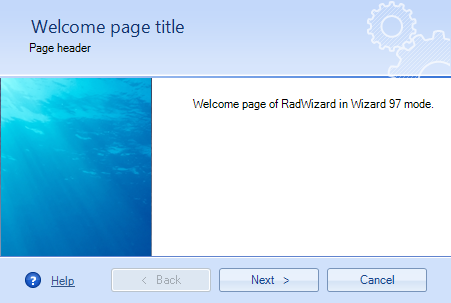 Welcome page title
Page header
Welcome page of RadWizard in Wizard 97 mode.
? Help < Back Next > Cancel